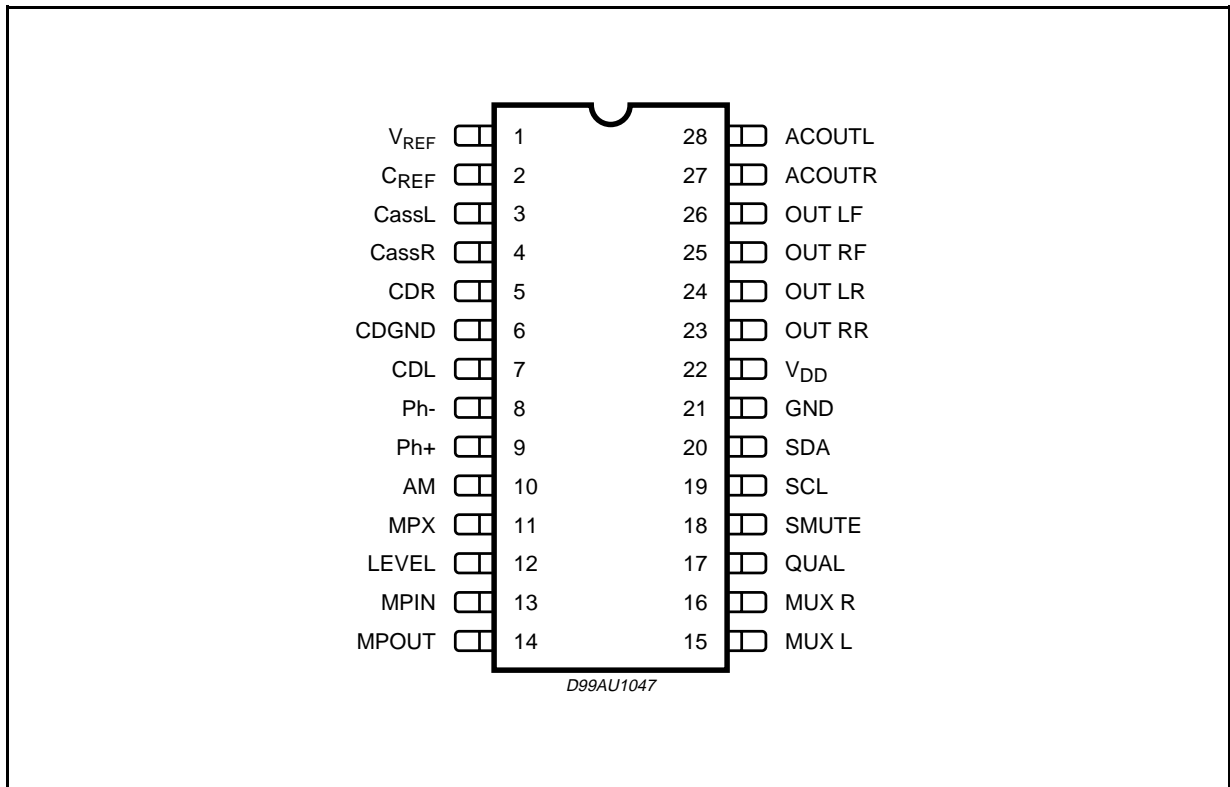 V_REF 1 28 ACOUTL
C_REF 2 27 ACOUTR
CassL 3 26 OUT LF
CassR 4 25 OUT RF
CDR 5 24 OUT LR
CDGND 6 23 OUT RR
CDL 7 22 V_DD
Ph- 8 21 GND
Ph+ 9 20 SDA
AM 10 19 SCL
MPX 11 18 SMUTE
LEVEL 12 17 QUAL
MPIN 13 16 MUX R
MPOUT 14 15 MUX L
D99AU1047